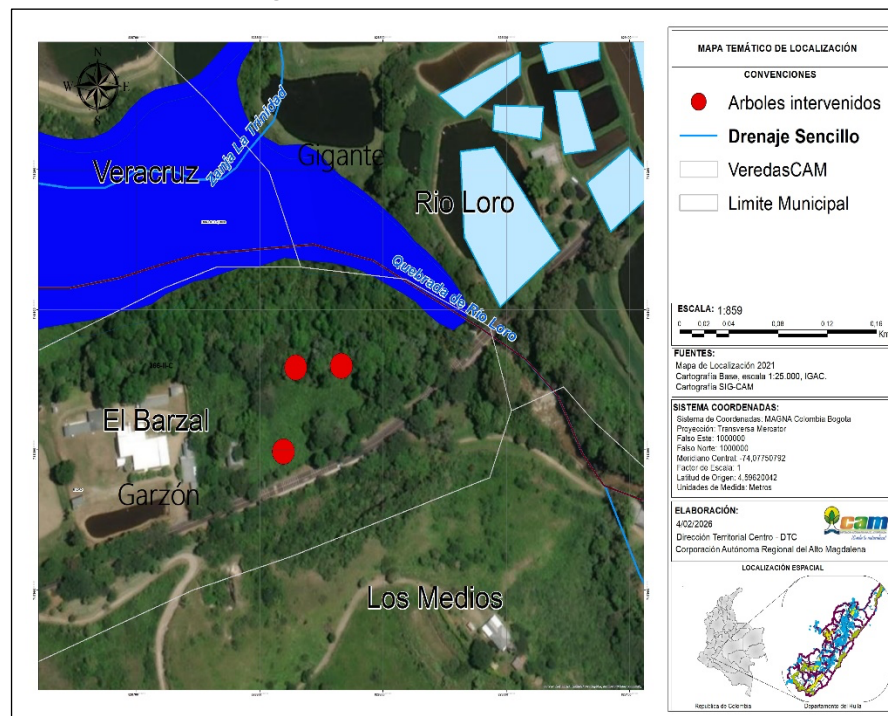 N
W
E
S
Zanja La Trinidad
Gigante
Veracruz
Rio Loro
Quebrada de Río Loro
El Barzal
Garzón
Los Medios
MAPA TEMÁTICO DE LOCALIZACIÓN
CONVENCIONES
Arboles intervenidos
Drenaje Sencillo
VeredasCAM
Limite Municipal
ESCALA: 1:859
0 0,02 0,04 0,08 0,12 0,16
Km
FUENTES:
Mapa de Localización 2021
Cartografía Base, escala 1:25.000, IGAC.
Cartografía SIG-CAM
SISTEMA COORDENADAS:
Sistema de Coordenadas: MAGNA Colombia Bogota
Proyección: Transversa Mercator
Falso Este: 1000000
Falso Norte: 1000000
Meridiano Central: -74,07750792
Factor de Escala: 1
Latitud de Origen: 4,59620042
Unidades de Medida: Metros
ELABORACIÓN:
4/02/2026
Dirección Territorial Centro - DTC
Corporación Autónoma Regional del Alto Magdalena
cam
LOCALIZACIÓN ESPACIAL
Republica de Colombia
Departamento del Huila